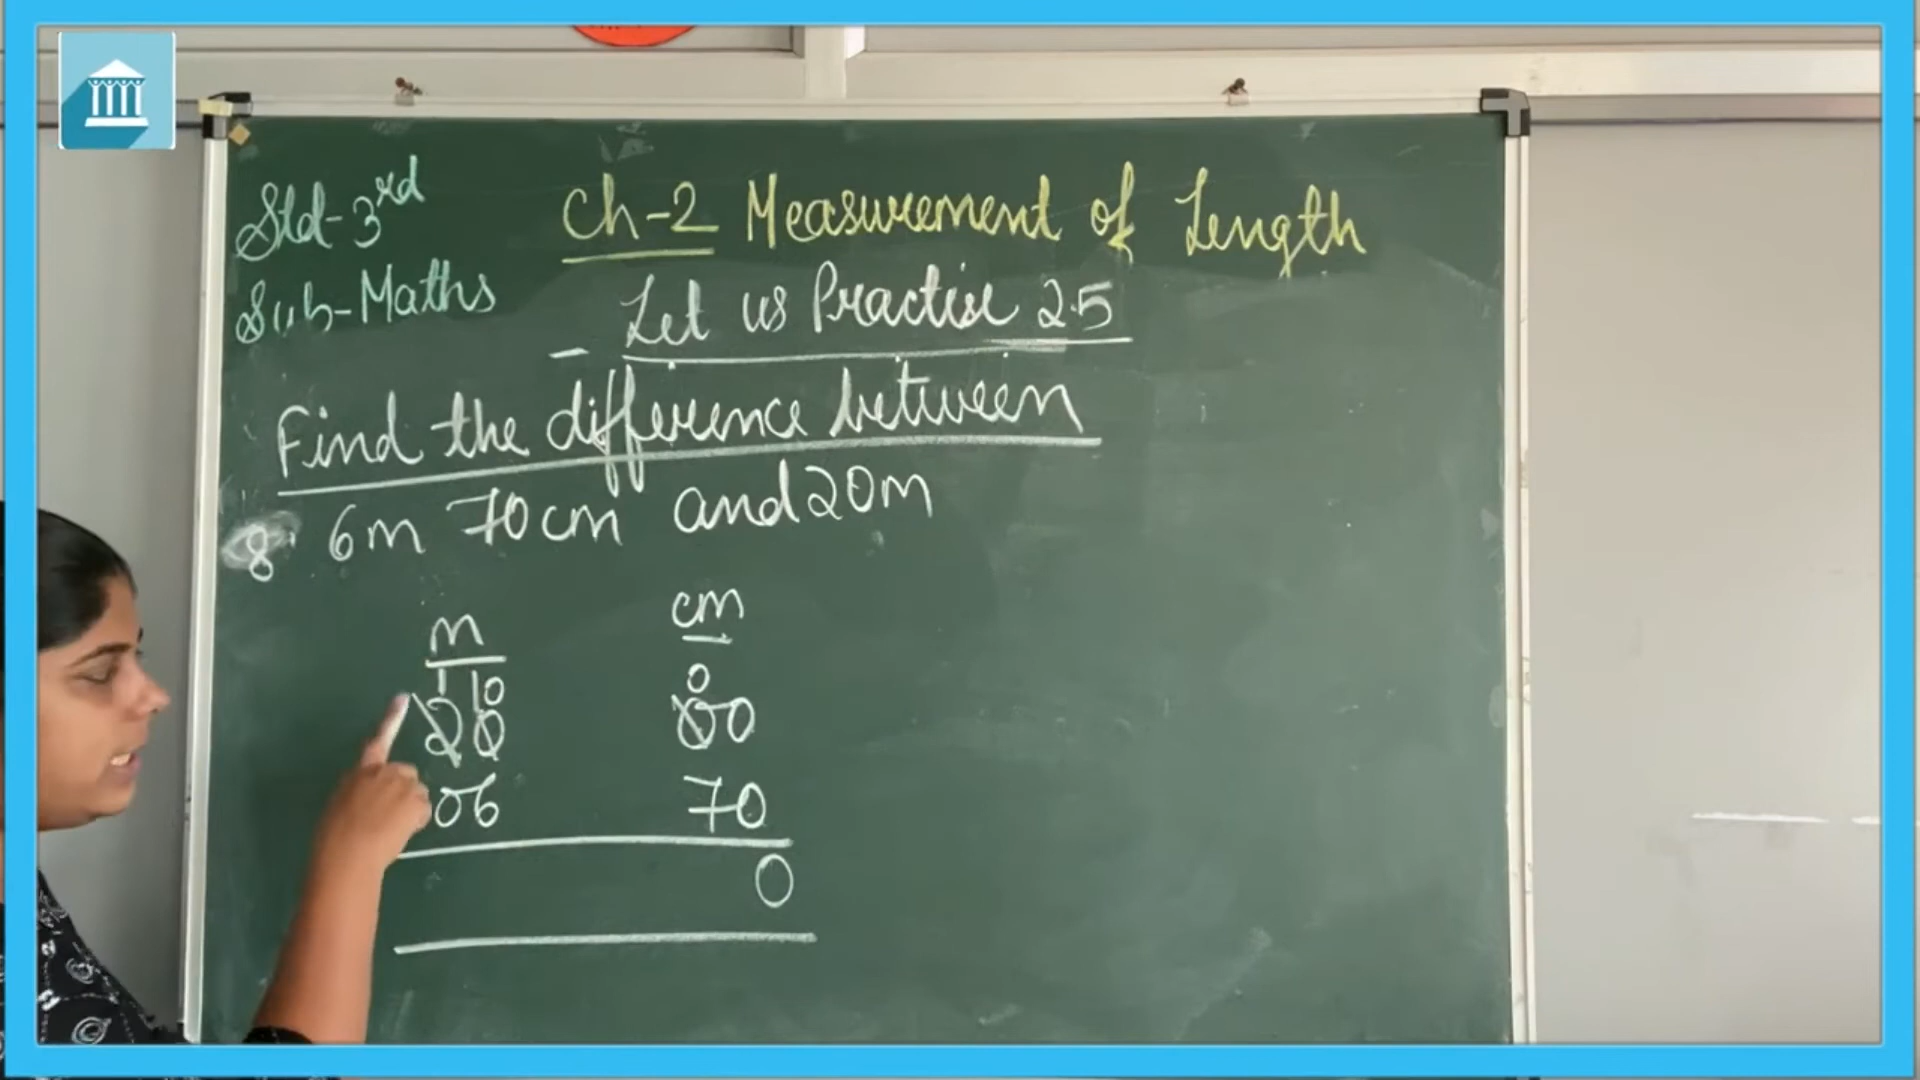 Std-3rd
Ch-2 Measurement of Length
Sub-Maths
Let us Practise 2.5
Find the difference between
8. 6m 70cm and 20m
m cm
1 10 0
20 00
06 70
0